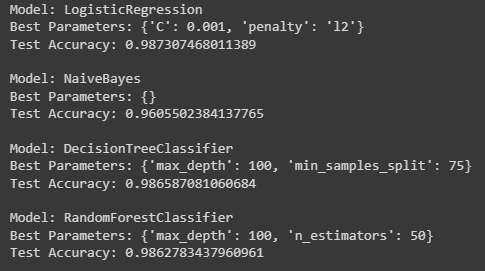 Model: LogisticRegression
Best Parameters: {'C': 0.001, 'penalty': 'l2'}
Test Accuracy: 0.987307468011389
Model: NaiveBayes
Best Parameters: {}
Test Accuracy: 0.9605502384137765
Model: DecisionTreeClassifier
Best Parameters: {'max_depth': 100, 'min_samples_split': 75}
Test Accuracy: 0.986587081060684
Model: RandomForestClassifier
Best Parameters: {'max_depth': 100, 'n_estimators': 50}
Test Accuracy: 0.9862783437960961